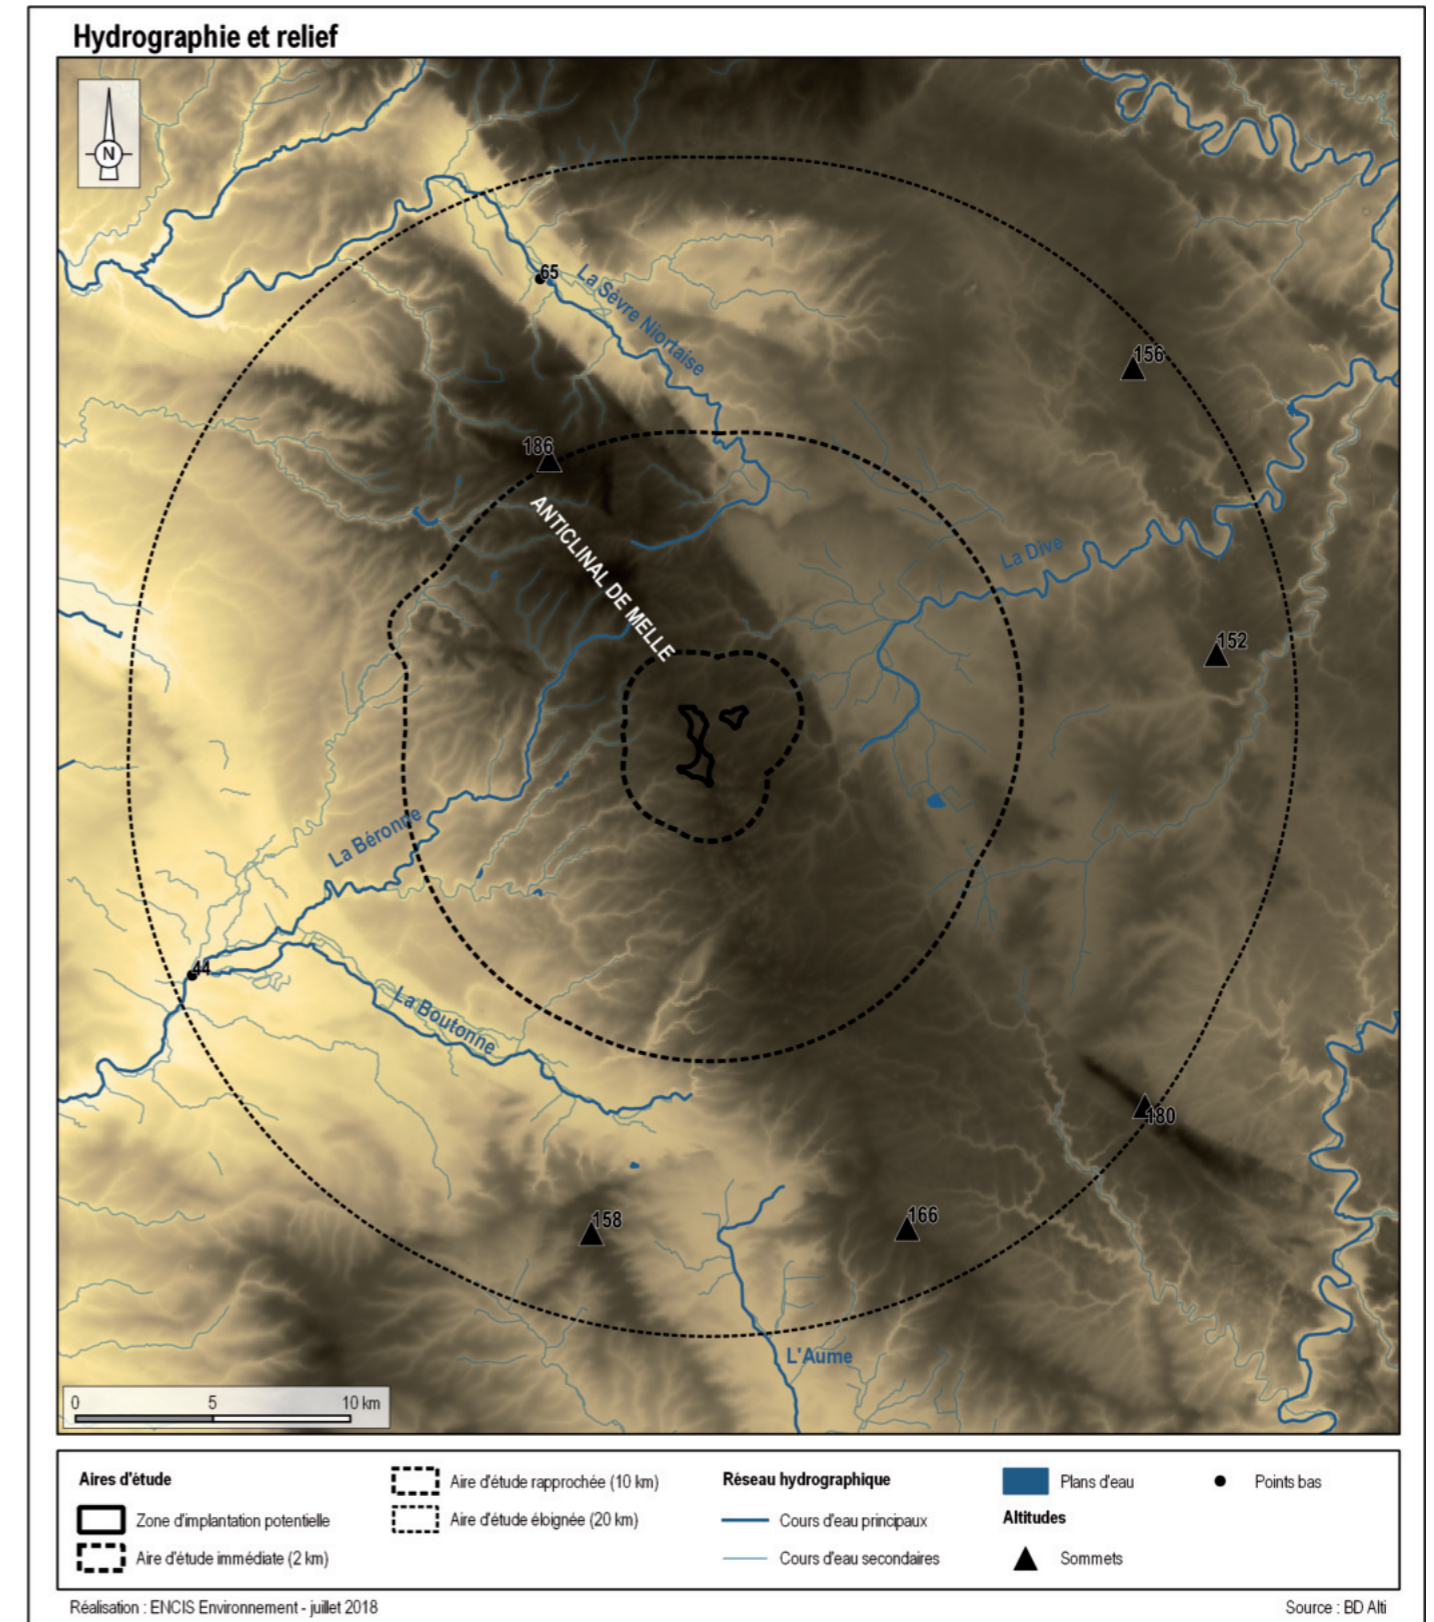 Hydrographie et relief
N
65
La Sèvre Niortaise
156
186
ANTICLINAL DE MELLE
La Dive
152
La Béronne
44
La Boutonne
180
158
166
L'Aume
0 5 10 km
Aires d'étude
Zone d'implantation potentielle
Aire d'étude immédiate (2 km)
Aire d'étude rapprochée (10 km)
Aire d'étude éloignée (20 km)
Réseau hydrographique
Cours d'eau principaux
Cours d'eau secondaires
Plans d'eau
Altitudes
Sommets
Points bas
Réalisation : ENCIS Environnement - juillet 2018
Source : BD Alti